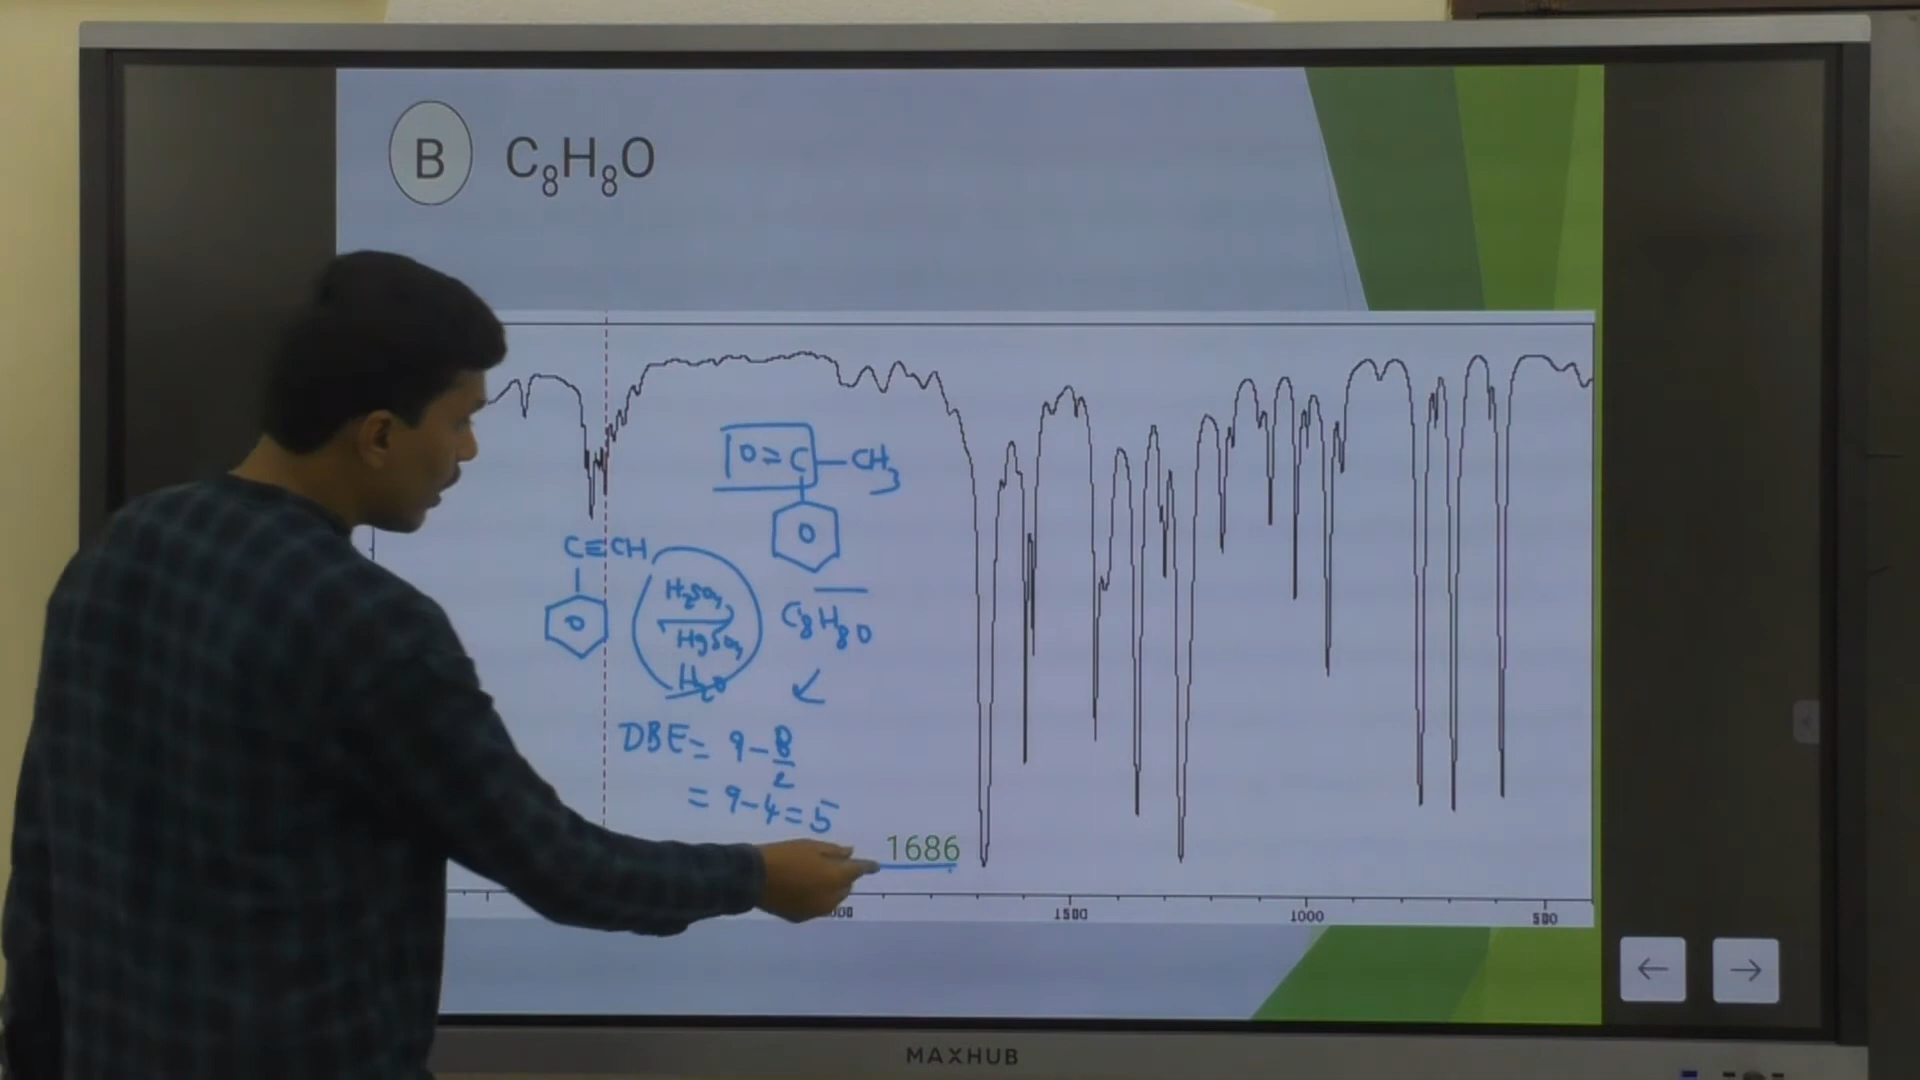 B C₈H₈O
O=C-CH₃
O
C≡CH
O
H₂SO₄
HgSO₄
H₂O
C₈H₈O
DBE = 9 - 8/2
= 9-4=5
1686
1500
1000
500
MAXHUB